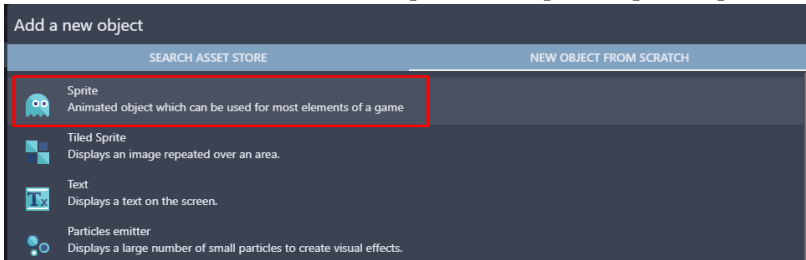 Add a new object
SEARCH ASSET STORE
NEW OBJECT FROM SCRATCH
Sprite
Animated object which can be used for most elements of a game
Tiled Sprite
Displays an image repeated over an area.
Tx
Text
Displays a text on the screen.
Particles emitter
Displays a large number of small particles to create visual effects.